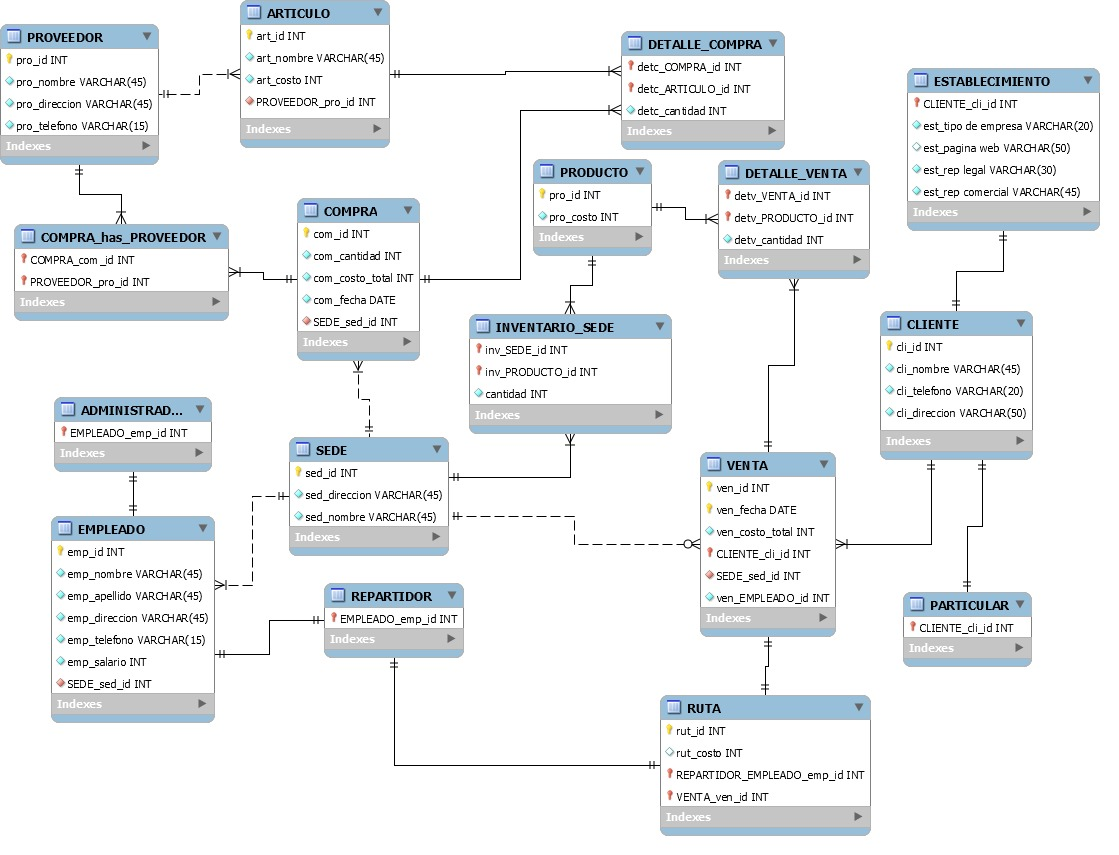 PROVEEDOR
pro_id INT
pro_nombre VARCHAR(45)
pro_direccion VARCHAR(45)
pro_telefono VARCHAR(15)
Indexes
ARTICULO
art_id INT
art_nombre VARCHAR(45)
art_costo INT
PROVEEDOR_pro_id INT
Indexes
DETALLE_COMPRA
detc_COMPRA_id INT
detc_ARTICULO_id INT
detc_cantidad INT
Indexes
ESTABLECIMIENTO
CLIENTE_cli_id INT
est_tipo de empresa VARCHAR(20)
est_pagina web VARCHAR(50)
est_rep legal VARCHAR(30)
est_rep comercial VARCHAR(45)
Indexes
COMPRA_has_PROVEEDOR
COMPRA_com_id INT
PROVEEDOR_pro_id INT
Indexes
COMPRA
com_id INT
com_cantidad INT
com_costo_total INT
com_fecha DATE
SEDE_sed_id INT
Indexes
PRODUCTO
pro_id INT
pro_costo INT
Indexes
DETALLE_VENTA
detv_VENTA_id INT
detv_PRODUCTO_id INT
detv_cantidad INT
Indexes
INVENTARIO_SEDE
inv_SEDE_id INT
inv_PRODUCTO_id INT
cantidad INT
Indexes
CLIENTE
cli_id INT
cli_nombre VARCHAR(45)
cli_telefono VARCHAR(20)
cli_direccion VARCHAR(50)
Indexes
ADMINISTRAD...
EMPLEADO_emp_id INT
Indexes
SEDE
sed_id INT
sed_direccion VARCHAR(45)
sed_nombre VARCHAR(45)
Indexes
VENTA
ven_id INT
ven_fecha DATE
ven_costo_total INT
CLIENTE_cli_id INT
SEDE_sed_id INT
ven_EMPLEADO_id INT
Indexes
EMPLEADO
emp_id INT
emp_nombre VARCHAR(45)
emp_apellido VARCHAR(45)
emp_direccion VARCHAR(45)
emp_telefono VARCHAR(15)
emp_salario INT
SEDE_sed_id INT
Indexes
REPARTIDOR
EMPLEADO_emp_id INT
Indexes
PARTICULAR
CLIENTE_cli_id INT
Indexes
RUTA
rut_id INT
rut_costo INT
REPARTIDOR_EMPLEADO_emp_id INT
VENTA_ven_id INT
Indexes